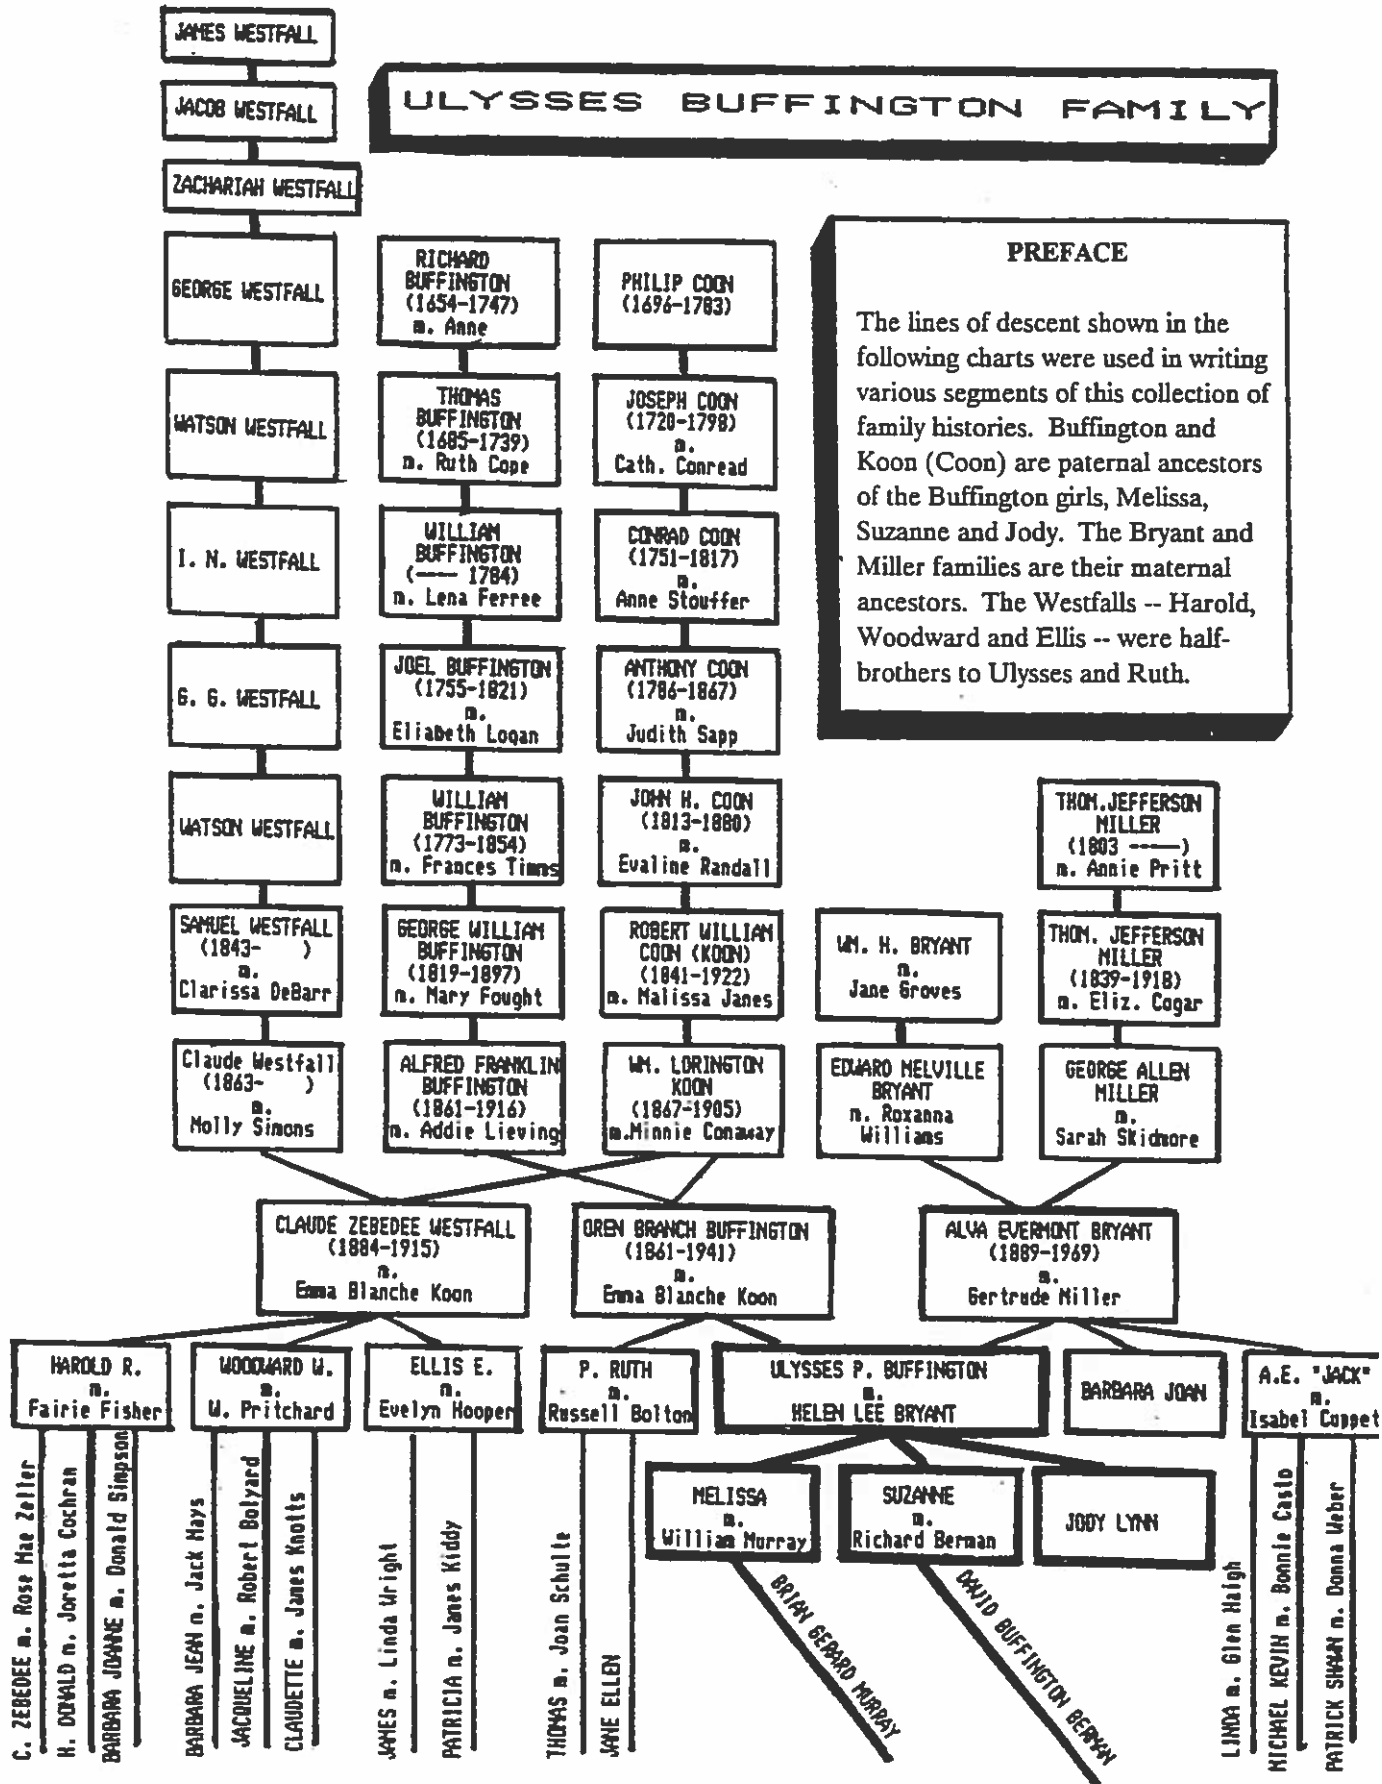 JAMES WESTFALL
JACOB WESTFALL
ZACHARIAH WESTFALL
ULYSSES BUFFINGTON FAMILY
GEORGE WESTFALL
WATSON WESTFALL
I. N. WESTFALL
G. G. WESTFALL
WATSON WESTFALL
SAMUEL WESTFALL
(1843- )
m.
Clarissa DeBarr
Claude Westfall
(1863- )
m.
Molly Simons
RICHARD
BUFFINGTON
(1654-1747)
m. Anne
THOMAS
BUFFINGTON
(1685-1739)
m. Ruth Cope
WILLIAM
BUFFINGTON
(---- 1784)
m. Lena Ferree
JOEL BUFFINGTON
(1755-1821)
m.
Eliabeth Logan
WILLIAM
BUFFINGTON
(1773-1854)
m. Frances Timms
GEORGE WILLIAM
BUFFINGTON
(1819-1897)
m. Mary Fought
ALFRED FRANKLIN
BUFFINGTON
(1861-1916)
m. Addie Lieving
PHILIP COON
(1696-1783)
JOSEPH COON
(1720-1798)
m.
Cath. Conread
CONRAD COON
(1751-1817)
m.
Anne Stouffer
ANTHONY COON
(1786-1867)
m.
Judith Sapp
JOHN H. COON
(1813-1880)
m.
Evaline Randall
ROBERT WILLIAM
COON (KOON)
(1841-1922)
m. Malissa Janes
WM. LORINGTON
KOON
(1867-1905)
m.Minnie Conaway
PREFACE
The lines of descent shown in the
following charts were used in writing
various segments of this collection of
family histories. Buffington and
Koon (Coon) are paternal ancestors
of the Buffington girls, Melissa,
Suzanne and Jody. The Bryant and
Miller families are their maternal
ancestors. The Westfalls -- Harold,
Woodward and Ellis -- were half-
brothers to Ulysses and Ruth.
WM. H. BRYANT
m.
Jane Groves
EDWARD MELVILLE
BRYANT
m. Roxanna
Williams
THOM.JEFFERSON
MILLER
(1803 -----)
m. Annie Pritt
THOM. JEFFERSON
MILLER
(1839-1918)
m. Eliz. Cogar
GEORGE ALLEN
MILLER
m.
Sarah Skidmore
CLAUDE ZEBEDEE WESTFALL
(1884-1915)
m.
Emma Blanche Koon
OREN BRANCH BUFFINGTON
(1861-1941)
m.
Emma Blanche Koon
ALVA EVERMONT BRYANT
(1889-1969)
m.
Gertrude Miller
HAROLD R.
m.
Fairie Fisher
WOODWARD W.
m.
W. Pritchard
ELLIS E.
m.
Evelyn Hooper
P. RUTH
m.
Russell Bolton
ULYSSES P. BUFFINGTON
m.
HELEN LEE BRYANT
BARBARA JOAN
A.E. "JACK"
m.
Isabel Cuppet
MELISSA
m.
William Murray
SUZANNE
m.
Richard Berman
JODY LYNN
C. ZEBEDEE m. Rose Mae Zeller
H. DONALD m. Joretta Cochran
BARBARA JOANNE m. Donald Simpson
BARBARA JEAN m. Jack Hays
JACQUELINE m. Robert Bolyard
CLAUDETTE m. James Knotts
JAMES m. Linda Wright
PATRICIA m. James Kiddy
THOMAS m. Joan Schulte
JANE ELLEN
BRIAN GERARD MURRAY
DAVID BUFFINGTON BERMAN
LINDA m. Glen Haigh
MICHAEL KEVIN m. Bonnie Casto
PATRICK SHAWN m. Donna Weber